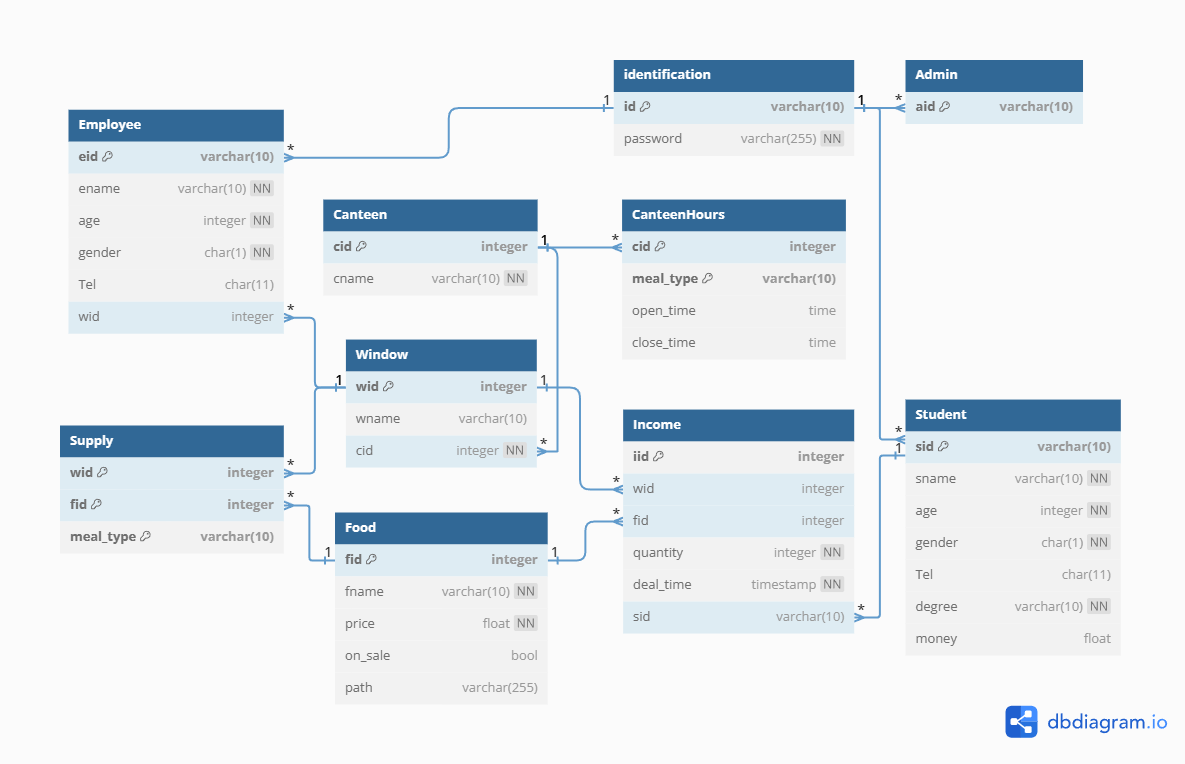 identification
id varchar(10)
password varchar(255) NN
Admin
aid varchar(10)
Employee
eid varchar(10)
ename varchar(10) NN
age integer NN
gender char(1) NN
Tel char(11)
wid integer
Canteen
cid integer
cname varchar(10) NN
CanteenHours
cid integer
meal_type varchar(10)
open_time time
close_time time
Window
wid integer
wname varchar(10)
cid integer NN
Supply
wid integer
fid integer
meal_type varchar(10)
Food
fid integer
fname varchar(10) NN
price float NN
on_sale bool
path varchar(255)
Income
iid integer
wid integer
fid integer
quantity integer NN
deal_time timestamp NN
sid varchar(10)
Student
sid varchar(10)
sname varchar(10) NN
age integer NN
gender char(1) NN
Tel char(11)
degree varchar(10) NN
money float
1
*
1
*
*
1
*
1
*
*
1
*
1
*
*
1
1
*
*
1
*
dbdiagram.io